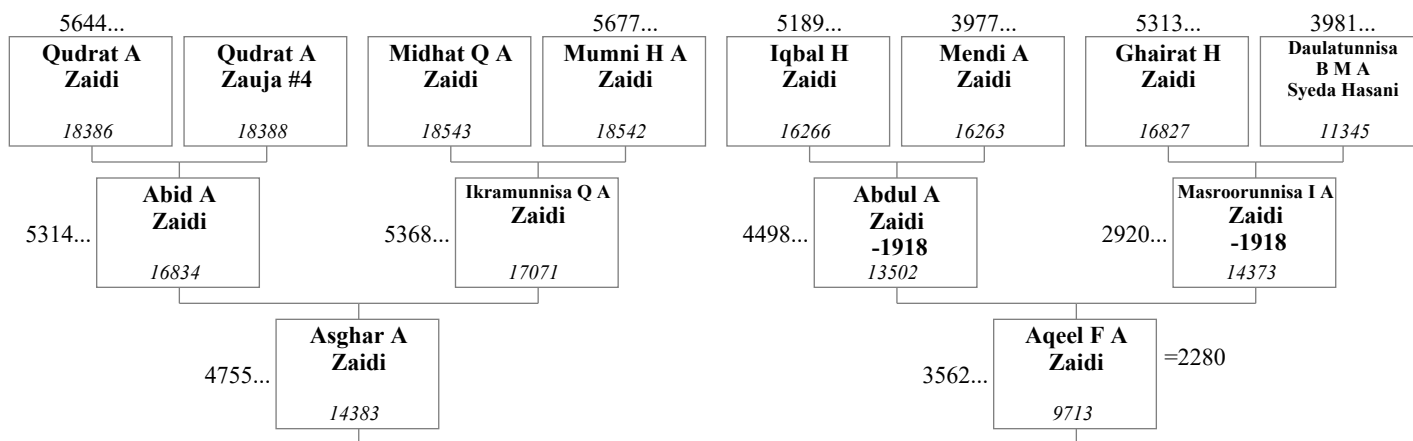 5644...
5677...
5189...
3977...
5313...
3981...
Qudrat A
Zaidi
18386
Qudrat A
Zauja #4
18388
Midhat Q A
Zaidi
18543
Mumni H A
Zaidi
18542
Iqbal H
Zaidi
16266
Mendi A
Zaidi
16263
Ghairat H
Zaidi
16827
Daulatunnisa
B M A
Syeda Hasani
11345
5314...
Abid A
Zaidi
16834
5368...
Ikramunnisa Q A
Zaidi
17071
4498...
Abdul A
Zaidi
-1918
13502
2920...
Masroorunnisa I A
Zaidi
-1918
14373
4755...
Asghar A
Zaidi
14383
3562...
Aqeel F A
Zaidi
9713
=2280